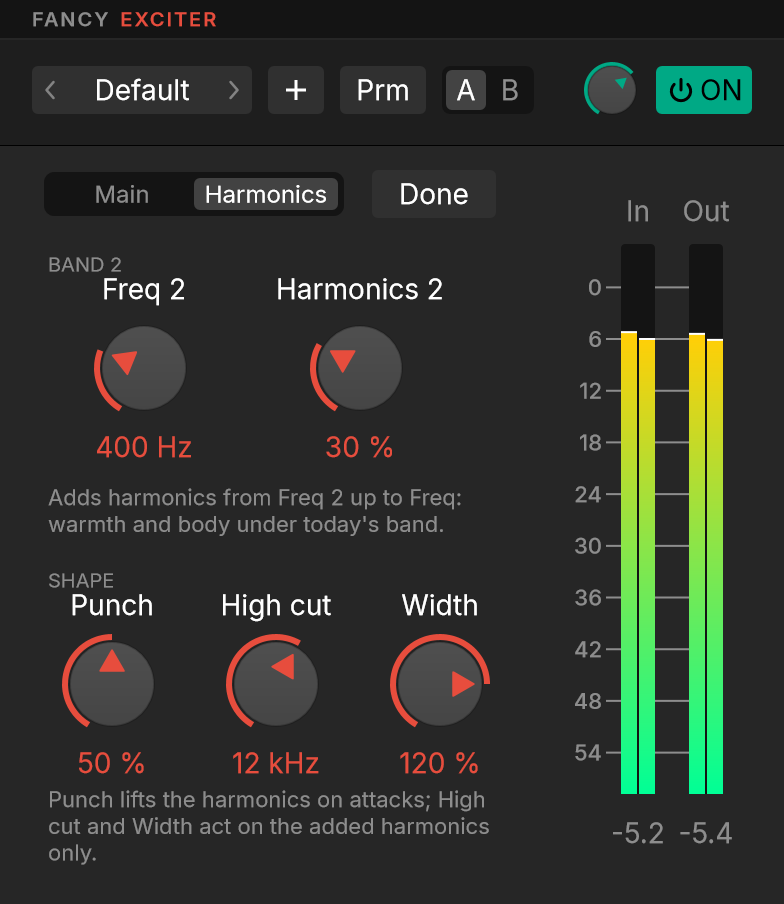 FANCY EXCITER
Default
+
Prm
A B
ON
Main
Harmonics
Done
In Out
BAND 2
Freq 2
Harmonics 2
400 Hz
30 %
Adds harmonics from Freq 2 up to Freq:
warmth and body under today's band.
SHAPE
Punch
High cut
Width
50 %
12 kHz
120 %
Punch lifts the harmonics on attacks; High
cut and Width act on the added harmonics
only.
0
6
12
18
24
30
36
42
48
54
-5.2 -5.4